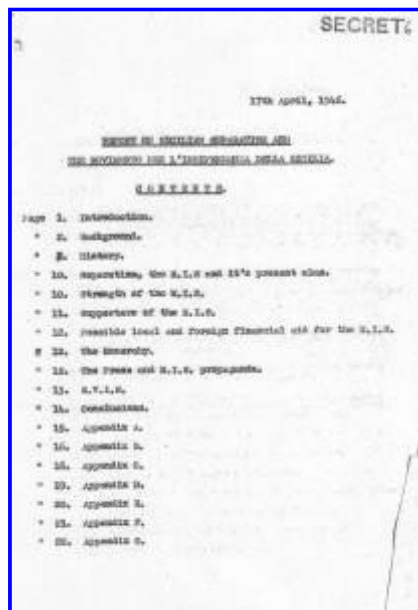 SECRET
17th April, 1946.
REPORT ON SICILIAN SEPARATISM AND
THE MOVIMENTO PER L'INDIPENDENZA DELLA SICILIA.
CONTENTS.
Page 1. Introduction.
" 2. Background.
" History.
" 10. Separatism, the M.I.S and it's present aims.
" 10. Strength of the M.I.S.
" 11. Supporters of the M.I.S.
" 12. Possible local and foreign financial aid for the M.I.S.
" 12. The Monarchy.
" 12. The Press and M.I.S. propaganda.
" 13. E.V.I.S.
" 14. Conclusions.
" 15. Appendix A.
" 16. Appendix B.
" 18. Appendix C.
" 19. Appendix D.
" 20. Appendix E.
" 21. Appendix F.
" 22. Appendix G.